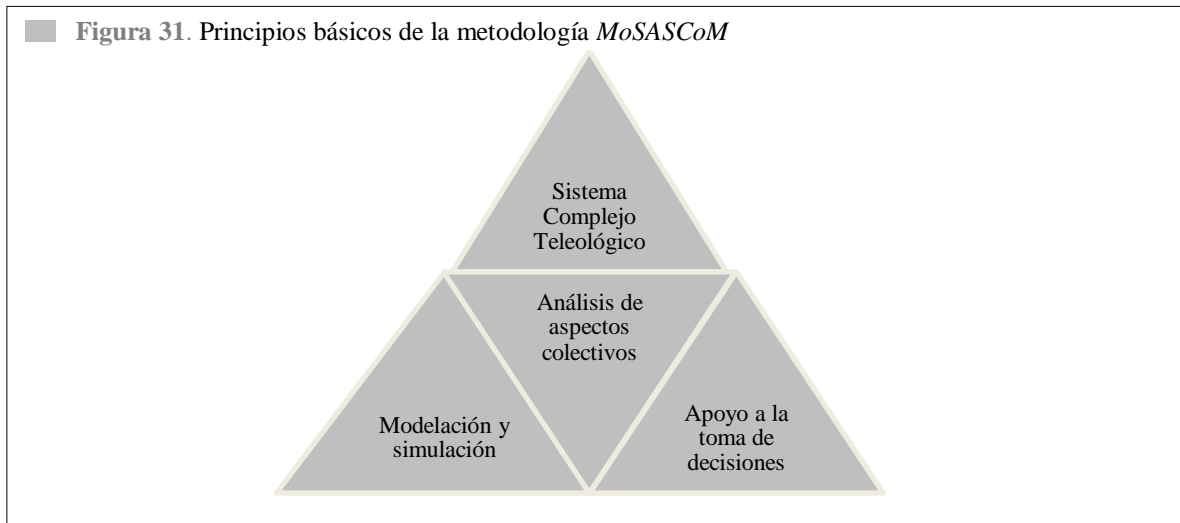 Figura 31. Principios básicos de la metodología MoSASCoM
Sistema
Complejo
Teleológico
Análisis de
aspectos
colectivos
Modelación y
simulación
Apoyo a la
toma de
decisiones